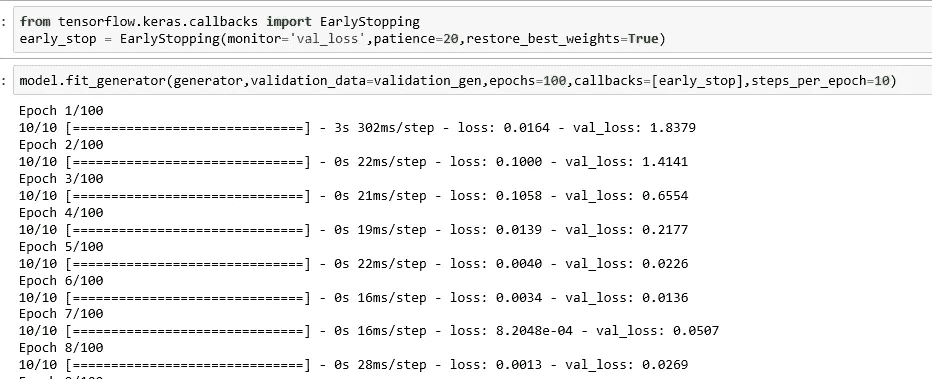 : from tensorflow.keras.callbacks import EarlyStopping
early_stop = EarlyStopping(monitor='val_loss',patience=20,restore_best_weights=True)
: model.fit_generator(generator,validation_data=validation_gen,epochs=100,callbacks=[early_stop],steps_per_epoch=10)
Epoch 1/100
10/10 [==============================] - 3s 302ms/step - loss: 0.0164 - val_loss: 1.8379
Epoch 2/100
10/10 [==============================] - 0s 22ms/step - loss: 0.1000 - val_loss: 1.4141
Epoch 3/100
10/10 [==============================] - 0s 21ms/step - loss: 0.1058 - val_loss: 0.6554
Epoch 4/100
10/10 [==============================] - 0s 19ms/step - loss: 0.0139 - val_loss: 0.2177
Epoch 5/100
10/10 [==============================] - 0s 22ms/step - loss: 0.0040 - val_loss: 0.0226
Epoch 6/100
10/10 [==============================] - 0s 16ms/step - loss: 0.0034 - val_loss: 0.0136
Epoch 7/100
10/10 [==============================] - 0s 16ms/step - loss: 8.2048e-04 - val_loss: 0.0507
Epoch 8/100
10/10 [==============================] - 0s 28ms/step - loss: 0.0013 - val_loss: 0.0269